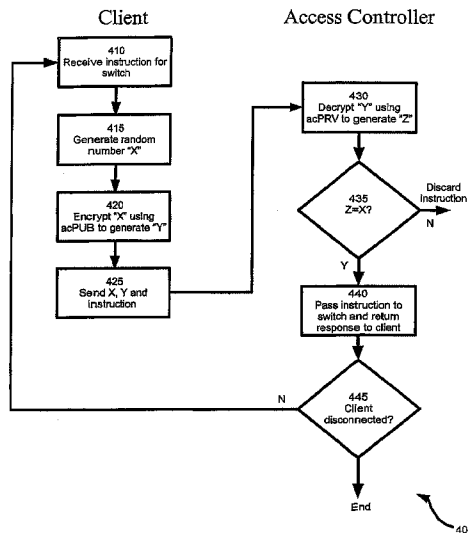 Client
Access Controller
410
Receive instruction for
switch
415
Generate random
number "X"
420
Encrypt "X" using
acPUB to generate "Y"
425
Send X, Y and
instruction
430
Decrypt "Y" using
acPRV to generate "Z"
435
Z=X?
Discard
Instruction
N
Y
440
Pass instruction to
switch and return
response to client
N
445
Client
disconnected?
End
40